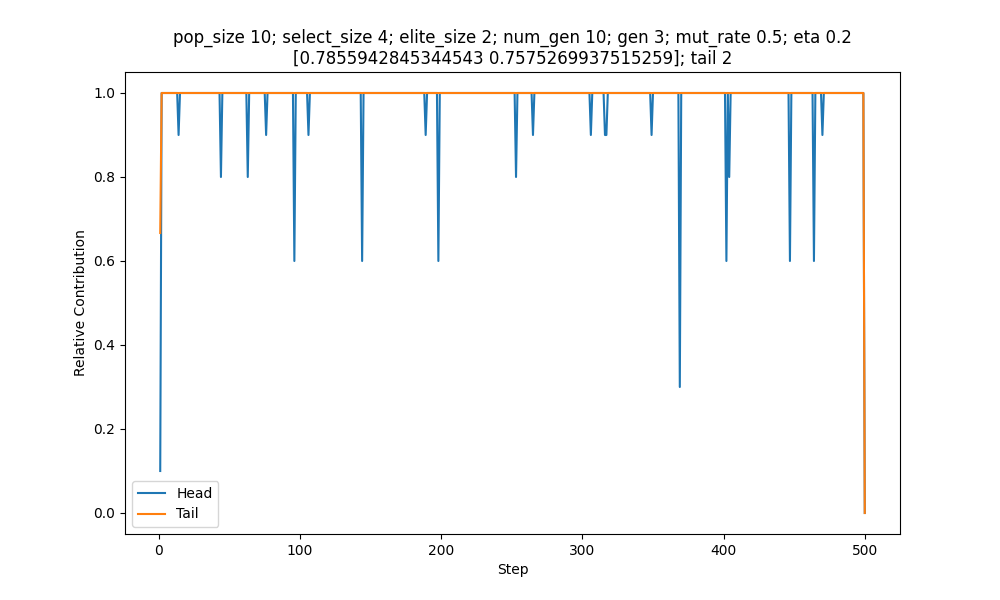 pop_size 10; select_size 4; elite_size 2; num_gen 10; gen 3; mut_rate 0.5; eta 0.2
[0.7855942845344543 0.7575269937515259]; tail 2
Relative Contribution
1.0
0.8
0.6
0.4
0.2
0.0
Head
Tail
0
100
200
300
400
500
Step